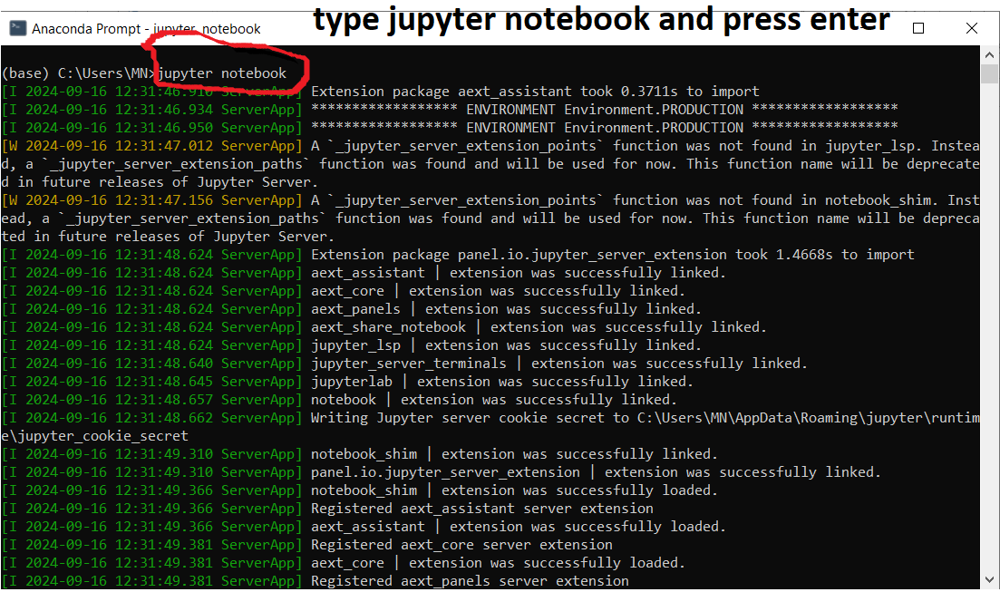 type jupyter notebook and press enter
Anaconda Prompt - jupyter notebook
(base) C:\Users\MN>jupyter notebook
[I 2024-09-16 12:31:46.910 ServerApp] Extension package aext_assistant took 0.3711s to import
[I 2024-09-16 12:31:46.934 ServerApp] ****************** ENVIRONMENT Environment.PRODUCTION ******************
[I 2024-09-16 12:31:46.950 ServerApp] ****************** ENVIRONMENT Environment.PRODUCTION ******************
[W 2024-09-16 12:31:47.012 ServerApp] A `_jupyter_server_extension_points` function was not found in jupyter_lsp. Instea
d, a `_jupyter_server_extension_paths` function was found and will be used for now. This function name will be deprecate
d in future releases of Jupyter Server.
[W 2024-09-16 12:31:47.156 ServerApp] A `_jupyter_server_extension_points` function was not found in notebook_shim. Inst
ead, a `_jupyter_server_extension_paths` function was found and will be used for now. This function name will be depreca
ted in future releases of Jupyter Server.
[I 2024-09-16 12:31:48.624 ServerApp] Extension package panel.io.jupyter_server_extension took 1.4668s to import
[I 2024-09-16 12:31:48.624 ServerApp] aext_assistant | extension was successfully linked.
[I 2024-09-16 12:31:48.624 ServerApp] aext_core | extension was successfully linked.
[I 2024-09-16 12:31:48.624 ServerApp] aext_panels | extension was successfully linked.
[I 2024-09-16 12:31:48.624 ServerApp] aext_share_notebook | extension was successfully linked.
[I 2024-09-16 12:31:48.624 ServerApp] jupyter_lsp | extension was successfully linked.
[I 2024-09-16 12:31:48.640 ServerApp] jupyter_server_terminals | extension was successfully linked.
[I 2024-09-16 12:31:48.645 ServerApp] jupyterlab | extension was successfully linked.
[I 2024-09-16 12:31:48.657 ServerApp] notebook | extension was successfully linked.
[I 2024-09-16 12:31:48.662 ServerApp] Writing Jupyter server cookie secret to C:\Users\MN\AppData\Roaming\jupyter\runtim
e\jupyter_cookie_secret
[I 2024-09-16 12:31:49.310 ServerApp] notebook_shim | extension was successfully linked.
[I 2024-09-16 12:31:49.310 ServerApp] panel.io.jupyter_server_extension | extension was successfully linked.
[I 2024-09-16 12:31:49.366 ServerApp] notebook_shim | extension was successfully loaded.
[I 2024-09-16 12:31:49.366 ServerApp] Registered aext_assistant server extension
[I 2024-09-16 12:31:49.366 ServerApp] aext_assistant | extension was successfully loaded.
[I 2024-09-16 12:31:49.381 ServerApp] Registered aext_core server extension
[I 2024-09-16 12:31:49.381 ServerApp] aext_core | extension was successfully loaded.
[I 2024-09-16 12:31:49.381 ServerApp] Registered aext_panels server extension